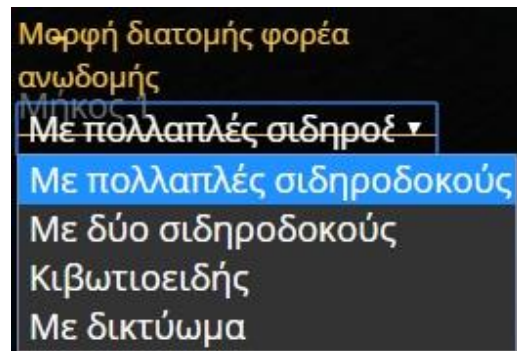 Μορφή διατομής φορέα
ανωδομής
Μήκος 1
Με πολλαπλές σιδηροδ
Με πολλαπλές σιδηροδοκούς
Με δύο σιδηροδοκούς
Κιβωτιοειδής
Με δικτύωμα